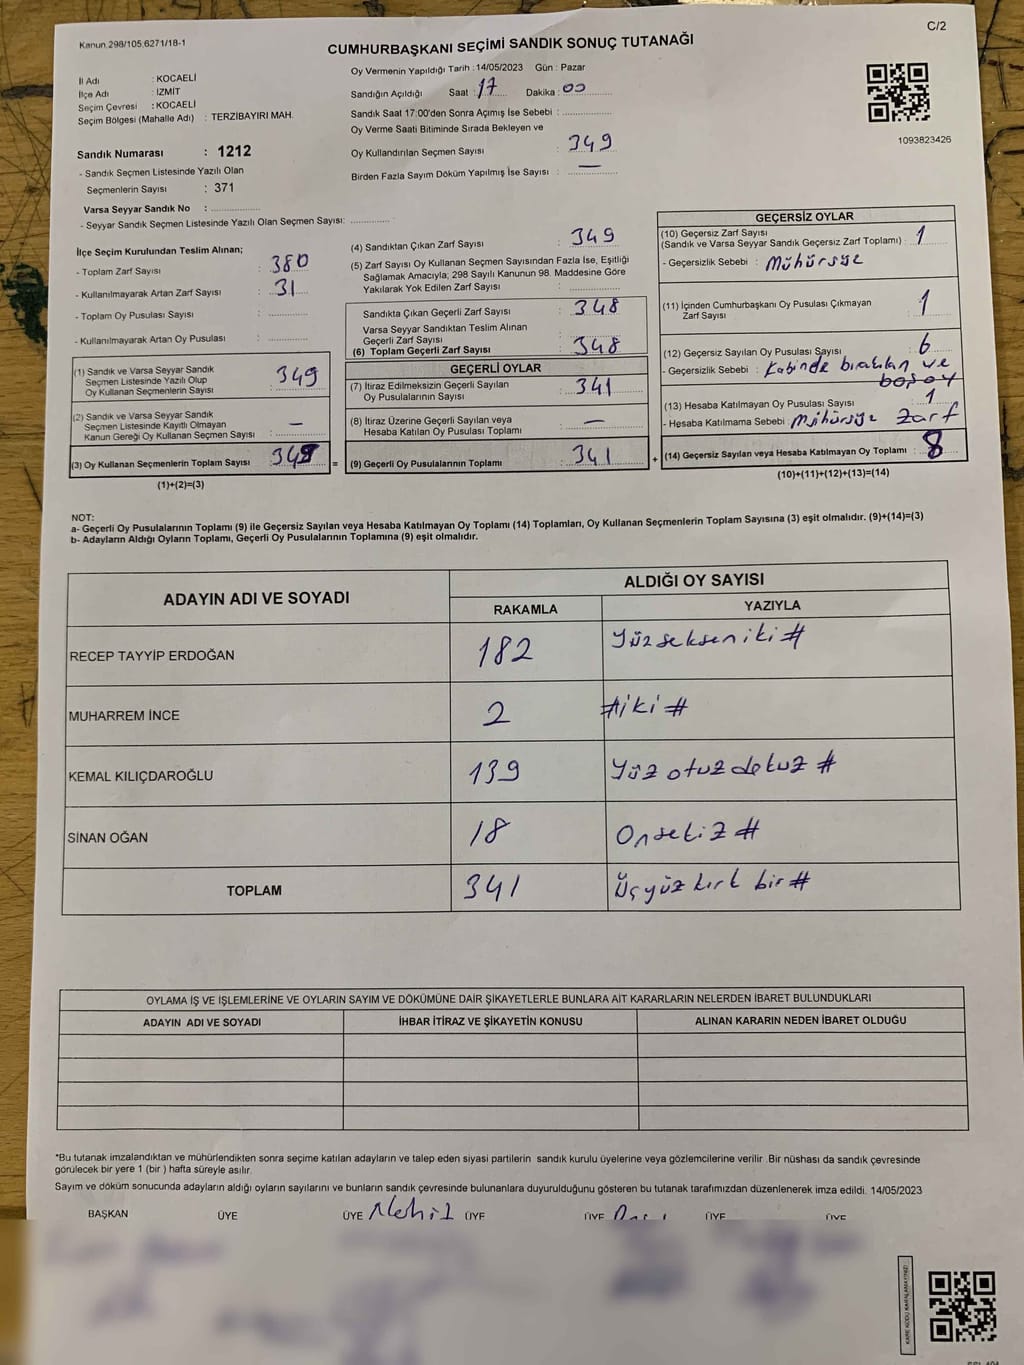 Kanun.298/105,6271/18-1
C/2
CUMHURBAŞKANI SEÇİMİ SANDIK SONUÇ TUTANAĞI
İl Adı : KOCAELİ
İlçe Adı : İZMİT
Seçim Çevresi : KOCAELİ
Seçim Bölgesi (Mahalle Adı) : TERZİBAYIRI MAH.
Sandık Numarası : 1212
- Sandık Seçmen Listesinde Yazılı Olan
Seçmenlerin Sayısı : 371
Varsa Seyyar Sandık No :
- Seyyar Sandık Seçmen Listesinde Yazılı Olan Seçmen Sayısı:
Oy Vermenin Yapıldığı Tarih : 14/05/2023 Gün : Pazar
Sandığın Açıldığı Saat : 17 Dakika : 00
Sandık Saat 17:00'den Sonra Açımış İse Sebebi :
Oy Verme Saati Bitiminde Sırada Bekleyen ve
Oy Kullandırılan Seçmen Sayısı : 349
Birden Fazla Sayım Döküm Yapılmış İse Sayısı : —
1093823426
İlçe Seçim Kurulundan Teslim Alınan;
- Toplam Zarf Sayısı : 380
- Kullanılmayarak Artan Zarf Sayısı : 31
- Toplam Oy Pusulası Sayısı :
- Kullanılmayarak Artan Oy Pusulası :
(1) Sandık ve Varsa Seyyar Sandık
Seçmen Listesinde Yazılı Olup
Oy Kullanan Seçmenlerin Sayısı : 349
(2) Sandık ve Varsa Seyyar Sandık
Seçmen Listesinde Kayıtlı Olmayan
Kanun Gereği Oy Kullanan Seçmen Sayısı : —
(3) Oy Kullanan Seçmenlerin Toplam Sayısı : 349 =
(1)+(2)=(3)
(4) Sandıktan Çıkan Zarf Sayısı : 349
(5) Zarf Sayısı Oy Kullanan Seçmen Sayısından Fazla İse, Eşitliği
Sağlamak Amacıyla; 298 Sayılı Kanunun 98. Maddesine Göre
Yakılarak Yok Edilen Zarf Sayısı :
Sandıkta Çıkan Geçerli Zarf Sayısı : 348
Varsa Seyyar Sandıktan Teslim Alınan
Geçerli Zarf Sayısı :
(6) Toplam Geçerli Zarf Sayısı : 348
GEÇERLİ OYLAR
(7) İtiraz Edilmeksizin Geçerli Sayılan
Oy Pusulalarının Sayısı : 341
(8) İtiraz Üzerine Geçerli Sayılan veya
Hesaba Katılan Oy Pusulası Toplamı : —
(9) Geçerli Oy Pusulalarının Toplamı : 341 +
GEÇERSİZ OYLAR
(10) Geçersiz Zarf Sayısı
(Sandık ve Varsa Seyyar Sandık Geçersiz Zarf Toplamı) : 1
- Geçersizlik Sebebi : Mühürsüz
(11) İçinden Cumhurbaşkanı Oy Pusulası Çıkmayan
Zarf Sayısı : 1
(12) Geçersiz Sayılan Oy Pusulası Sayısı : 6
- Geçersizlik Sebebi : Kabinde bırakılan ve
boş oy
(13) Hesaba Katılmayan Oy Pusulası Sayısı : 1
- Hesaba Katılmama Sebebi : Mühürsüz Zarf
(14) Geçersiz Sayılan veya Hesaba Katılmayan Oy Toplamı : 8
(10)+(11)+(12)+(13)=(14)
NOT:
a- Geçerli Oy Pusulalarının Toplamı (9) ile Geçersiz Sayılan veya Hesaba Katılmayan Oy Toplamı (14) Toplamları, Oy Kullanan Seçmenlerin Toplam Sayısına (3) eşit olmalıdır. (9)+(14)=(3)
b- Adayların Aldığı Oyların Toplamı, Geçerli Oy Pusulalarının Toplamına (9) eşit olmalıdır.
ADAYIN ADI VE SOYADI
ALDIĞI OY SAYISI
RAKAMLA YAZIYLA
RECEP TAYYİP ERDOĞAN 182 Yüz seksen iki #
MUHARREM İNCE 2 # iki #
KEMAL KILIÇDAROĞLU 139 Yüz otuz dokuz #
SİNAN OĞAN 18 On sekiz #
TOPLAM 341 Üç yüz kırk bir #
OYLAMA İŞ VE İŞLEMLERİNE VE OYLARIN SAYIM VE DÖKÜMÜNE DAİR ŞİKAYETLERLE BUNLARA AİT KARARLARIN NELERDEN İBARET BULUNDUKLARI
ADAYIN ADI VE SOYADI İHBAR İTİRAZ VE ŞİKAYETİN KONUSU ALINAN KARARIN NEDEN İBARET OLDUĞU
*Bu tutanak imzalandıktan ve mühürlendikten sonra seçime katılan adayların ve talep eden siyasi partilerin sandık kurulu üyelerine veya gözlemcilerine verilir. Bir nüshası da sandık çevresinde
görülecek bir yere 1 (bir ) hafta süreyle asılır.
Sayım ve döküm sonucunda adayların aldığı oyların sayılarını ve bunların sandık çevresinde bulunanlara duyurulduğunu gösteren bu tutanak tarafımızdan düzenlenerek imza edildi. 14/05/2023
BAŞKAN ÜYE ÜYE ÜYE ÜYE ÜYE ÜYE
KARE KODU KARALAMAYINIZ!